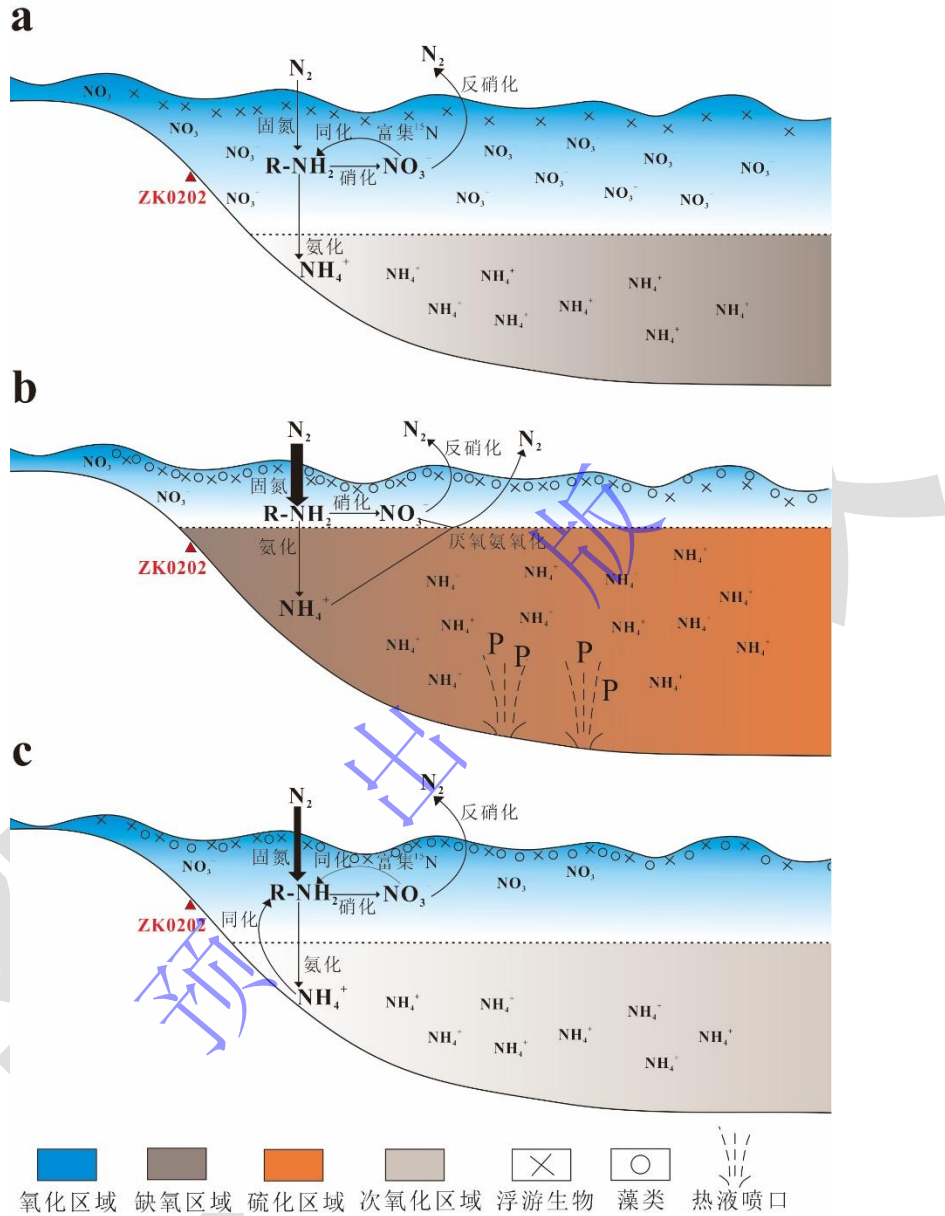 a
N₂ N₂
反硝化
NO₃⁻
固氮 同化 富集¹⁵N
NO₃⁻ NO₃⁻ NO₃⁻
NO₃⁻ R-NH₂ 硝化 NO₃⁻ NO₃⁻ NO₃⁻ NO₃⁻
NO₃⁻ NO₃⁻
ZK0202 NO₃⁻ NO₃⁻ NO₃⁻
氨化
NH₄⁺ NH₄⁺ NH₄⁺ NH₄⁺
NH₄⁺ NH₄⁺ NH₄⁺ NH₄⁺
NH₄⁺
b
N₂ N₂ N₂
反硝化
NO₃⁻
固氮 硝化
NO₃⁻ R-NH₂ NO₃⁻
氨化 厌氧氨氧化
ZK0202 NH₄⁺ NH₄⁺
NH₄⁺ NH₄⁺ NH₄⁺
NH₄⁺ NH₄⁺
NH₄⁺ NH₄⁺ NH₄⁺
NH₄⁺ NH₄⁺
P P P
NH₄⁺ P NH₄⁺
c
N₂ N₂
反硝化
固氮 同化 富集¹⁵N
NO₃⁻ NO₃⁻ NO₃⁻
R-NH₂ 硝化 NO₃⁻
ZK0202 同化
氨化
NH₄⁺ NH₄⁺ NH₄⁺ NH₄⁺
NH₄⁺ NH₄⁺ NH₄⁺ NH₄⁺
NH₄⁺
氧化区域 缺氧区域 硫化区域 次氧化区域 浮游生物 藻类 热液喷口
预出版